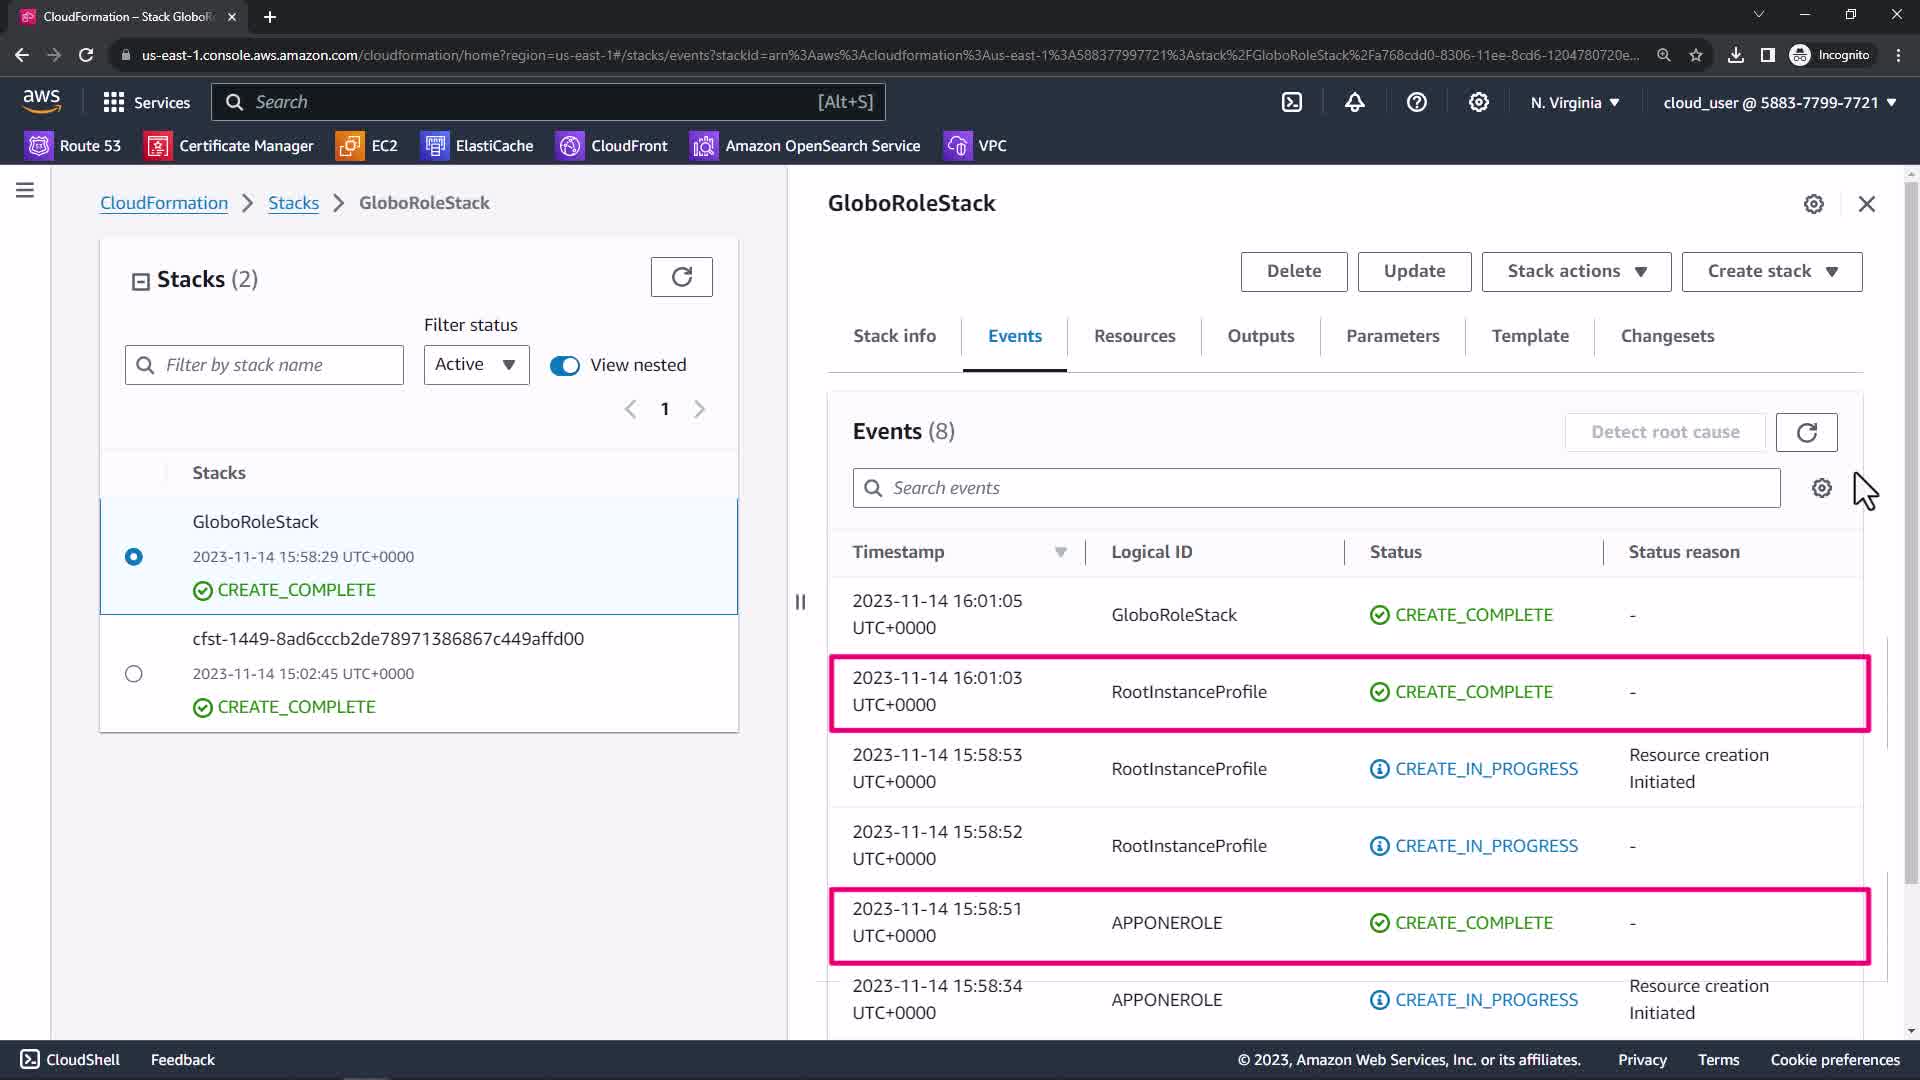 CloudFormation – Stack GloboR
us-east-1.console.aws.amazon.com/cloudformation/home?region=us-east-1#/stacks/events?stackId=arn%3Aaws%3Acloudformation%3Aus-east-1%3A588377997721%3Astack%2FGloboRoleStack%2Fa768cdd0-8306-11ee-8cd6-1204780720e...
Incognito
aws
Services
Search
[Alt+S]
N. Virginia
cloud_user @ 5883-7799-7721
Route 53
Certificate Manager
EC2
ElastiCache
CloudFront
Amazon OpenSearch Service
VPC
CloudFormation > Stacks > GloboRoleStack
Stacks (2)
Filter status
Filter by stack name
Active
View nested
1
Stacks
GloboRoleStack
2023-11-14 15:58:29 UTC+0000
CREATE_COMPLETE
cfst-1449-8ad6cccb2de78971386867c449affd00
2023-11-14 15:02:45 UTC+0000
CREATE_COMPLETE
GloboRoleStack
Delete
Update
Stack actions
Create stack
Stack info
Events
Resources
Outputs
Parameters
Template
Changesets
Events (8)
Detect root cause
Search events
Timestamp
Logical ID
Status
Status reason
2023-11-14 16:01:05
UTC+0000
GloboRoleStack
CREATE_COMPLETE
-
2023-11-14 16:01:03
UTC+0000
RootInstanceProfile
CREATE_COMPLETE
-
2023-11-14 15:58:53
UTC+0000
RootInstanceProfile
CREATE_IN_PROGRESS
Resource creation
Initiated
2023-11-14 15:58:52
UTC+0000
RootInstanceProfile
CREATE_IN_PROGRESS
-
2023-11-14 15:58:51
UTC+0000
APPONEROLE
CREATE_COMPLETE
-
2023-11-14 15:58:34
UTC+0000
APPONEROLE
CREATE_IN_PROGRESS
Resource creation
Initiated
CloudShell
Feedback
© 2023, Amazon Web Services, Inc. or its affiliates.
Privacy
Terms
Cookie preferences